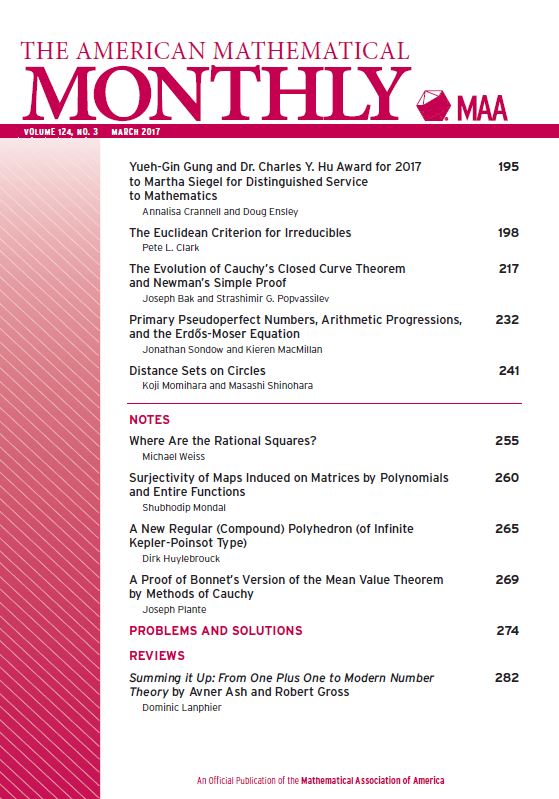 THE AMERICAN MATHEMATICAL
MONTHLY
MAA
VOLUME 124, NO. 3 MARCH 2017
Yueh-Gin Gung and Dr. Charles Y. Hu Award for 2017 195
to Martha Siegel for Distinguished Service
to Mathematics
Annalisa Crannell and Doug Ensley
The Euclidean Criterion for Irreducibles 198
Pete L. Clark
The Evolution of Cauchy's Closed Curve Theorem 217
and Newman's Simple Proof
Joseph Bak and Strashimir G. Popvassilev
Primary Pseudoperfect Numbers, Arithmetic Progressions, 232
and the Erdős-Moser Equation
Jonathan Sondow and Kieren MacMillan
Distance Sets on Circles 241
Koji Momihara and Masashi Shinohara
NOTES
Where Are the Rational Squares? 255
Michael Weiss
Surjectivity of Maps Induced on Matrices by Polynomials 260
and Entire Functions
Shubhodip Mondal
A New Regular (Compound) Polyhedron (of Infinite 265
Kepler-Poinsot Type)
Dirk Huylebrouck
A Proof of Bonnet's Version of the Mean Value Theorem 269
by Methods of Cauchy
Joseph Plante
PROBLEMS AND SOLUTIONS 274
REVIEWS
Summing it Up: From One Plus One to Modern Number 282
Theory by Avner Ash and Robert Gross
Dominic Lanphier
An Official Publication of the Mathematical Association of America